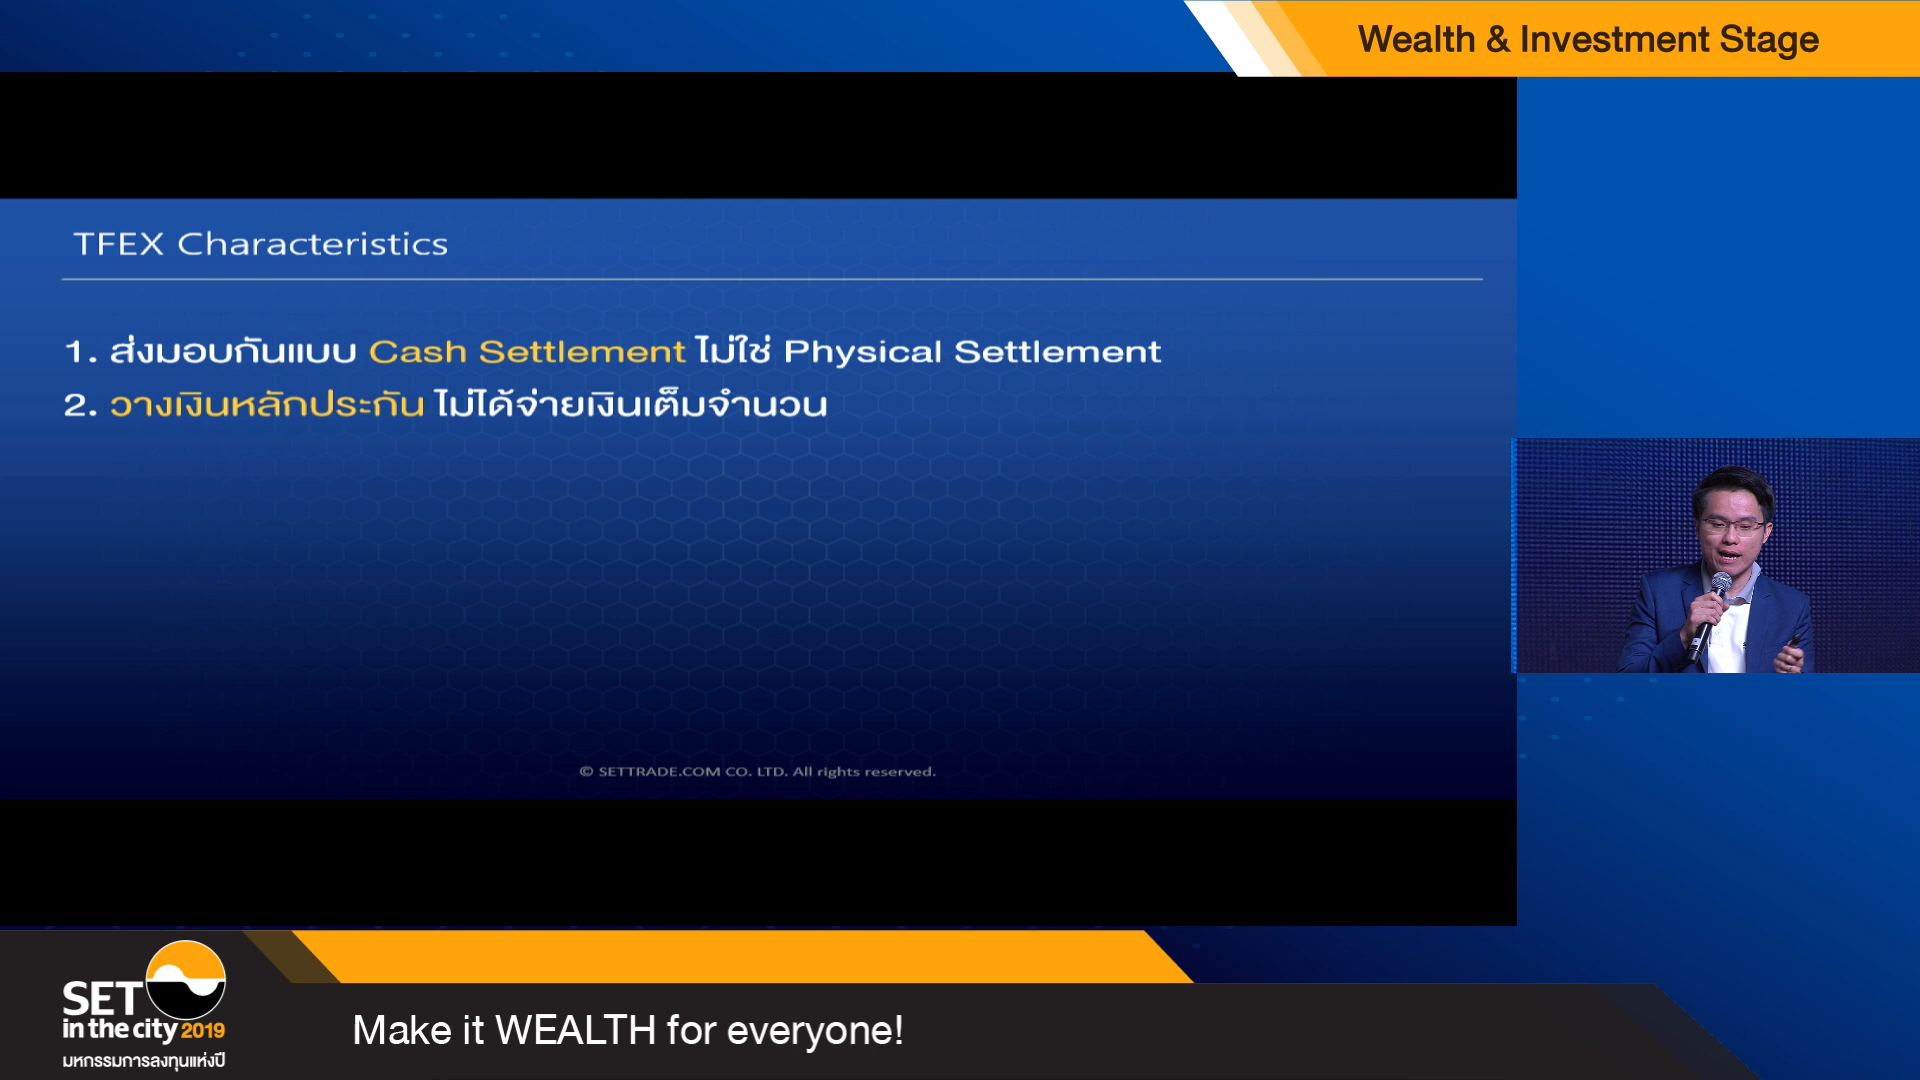 Wealth & Investment Stage
TFEX Characteristics
1. ส่งมอบกันแบบ Cash Settlement ไม่ใช่ Physical Settlement
2. วางเงินหลักประกัน ไม่ได้จ่ายเงินเต็มจำนวน
© SETTRADE.COM CO. LTD. All rights reserved.
SET
in the city 2019
มหกรรมการลงทุนแห่งปี
Make it WEALTH for everyone!